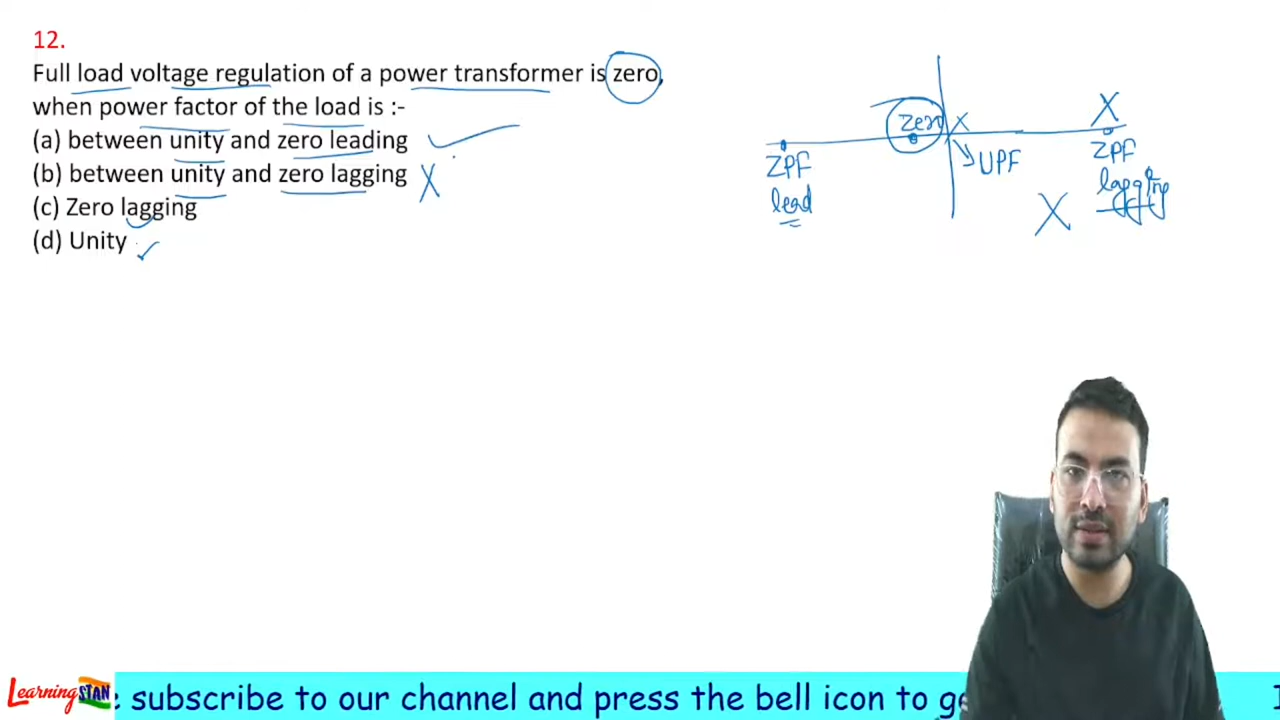 12.
Full load voltage regulation of a power transformer is zero,
when power factor of the load is :-
(a) between unity and zero leading
(b) between unity and zero lagging
(c) Zero lagging
(d) Unity
zero X
X
ZPF
lead
UPF
ZPF
lagging
X
X
LearningSTAN
subscribe to our channel and press the bell icon to ge